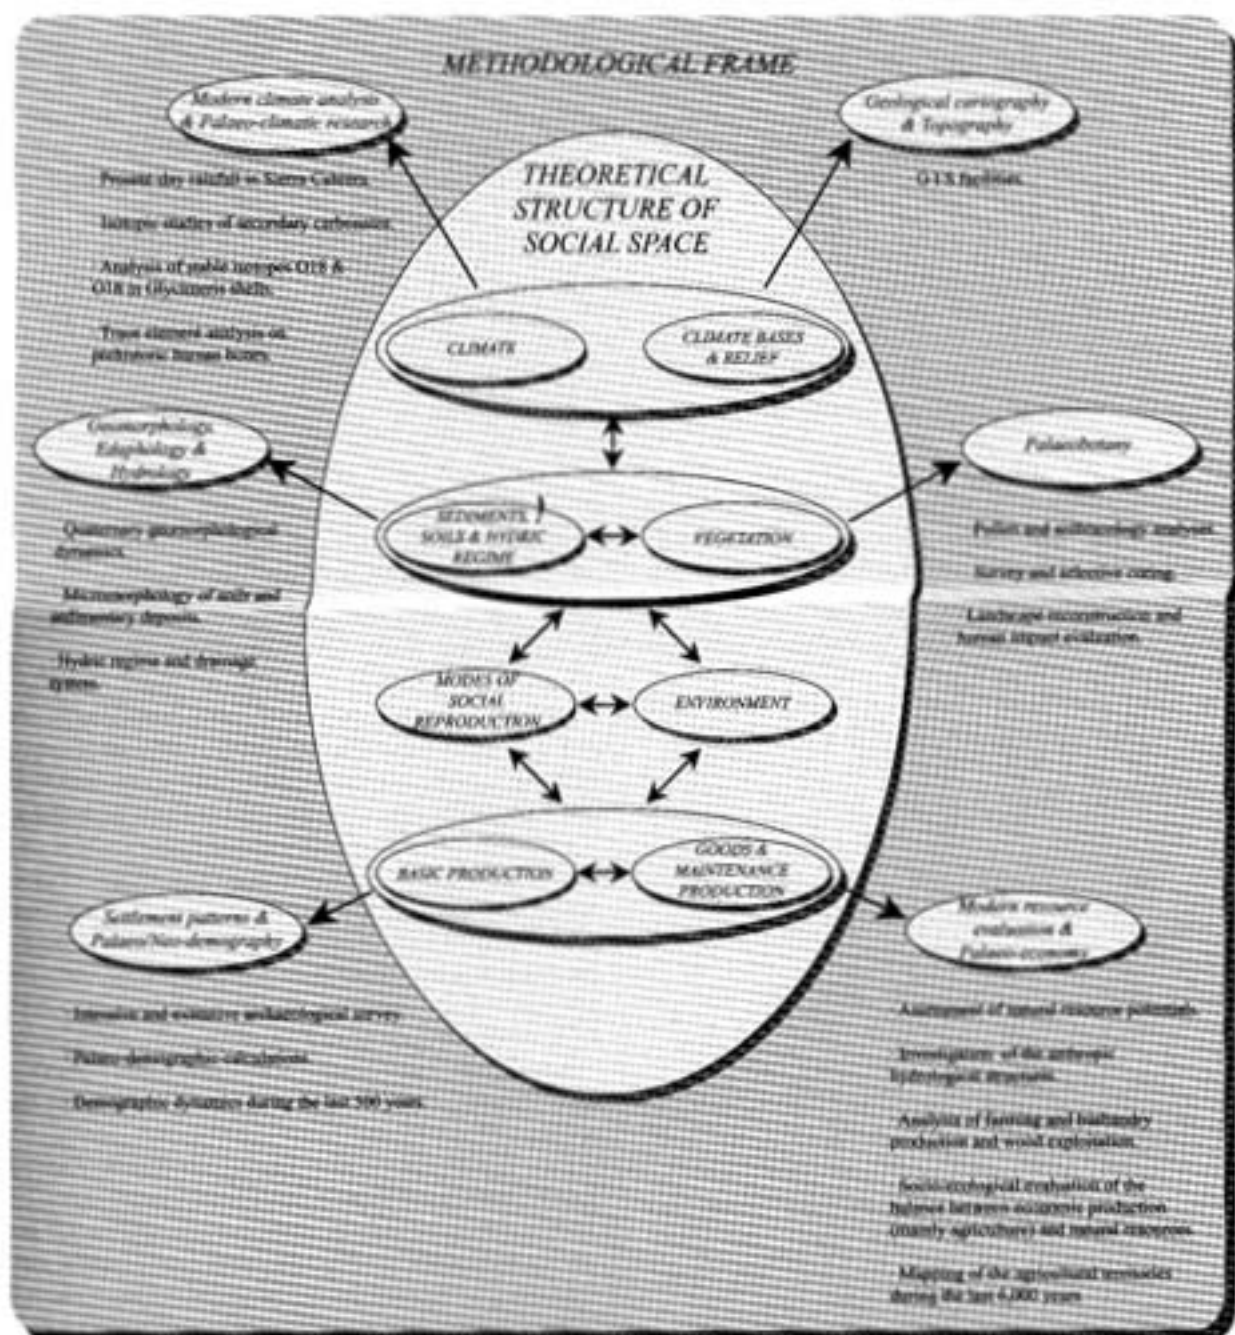 METHODOLOGICAL FRAME
Modern climate analysis
& Palaeo-climatic research
Geological cartography
& Topography
Present day rainfall in Sierra Cabrera.
Isotopic studies of secondary carbonates.
Analysis of stable isotopes O18 &
O18 in Glycimeris shells.
Trace element analysis on
prehistoric human bones.
G I S facilities.
THEORETICAL
STRUCTURE OF
SOCIAL SPACE
CLIMATE
CLIMATE BASES
& RELIEF
Geomorphology,
Edaphology &
Hydrology
Palaeobotany
SEDIMENTS,
SOILS & HYDRIC
REGIME
VEGETATION
Quaternary geomorphological
dynamics.
Micromorphology of soils and
sedimentary deposits.
Hydric regime and drainage
system.
Pollen and analyses.
Survey and selective coring.
Landscape reconstruction and
human impact evaluation.
MODES OF
SOCIAL
REPRODUCTION
ENVIRONMENT
BASIC PRODUCTION
GOODS &
MAINTENANCE
PRODUCTION
Settlement patterns &
Palaeo/Neo-demography
Modern resource
evaluation &
Palaeo-economy
Intensive and extensive archaeological survey.
Palaeo-demographic calculations.
Demographic dynamics during the last 500 years.
Assessment of natural resource potentials.
Investigation of the anthropic
hydrological structures.
Analysis of farming and husbandry
production and wood exploitation.
Socio-ecological evaluation of the
balance between economic production
(mainly agriculture) and natural resources.
Mapping of the agricultural territories
during the last 6,000 years